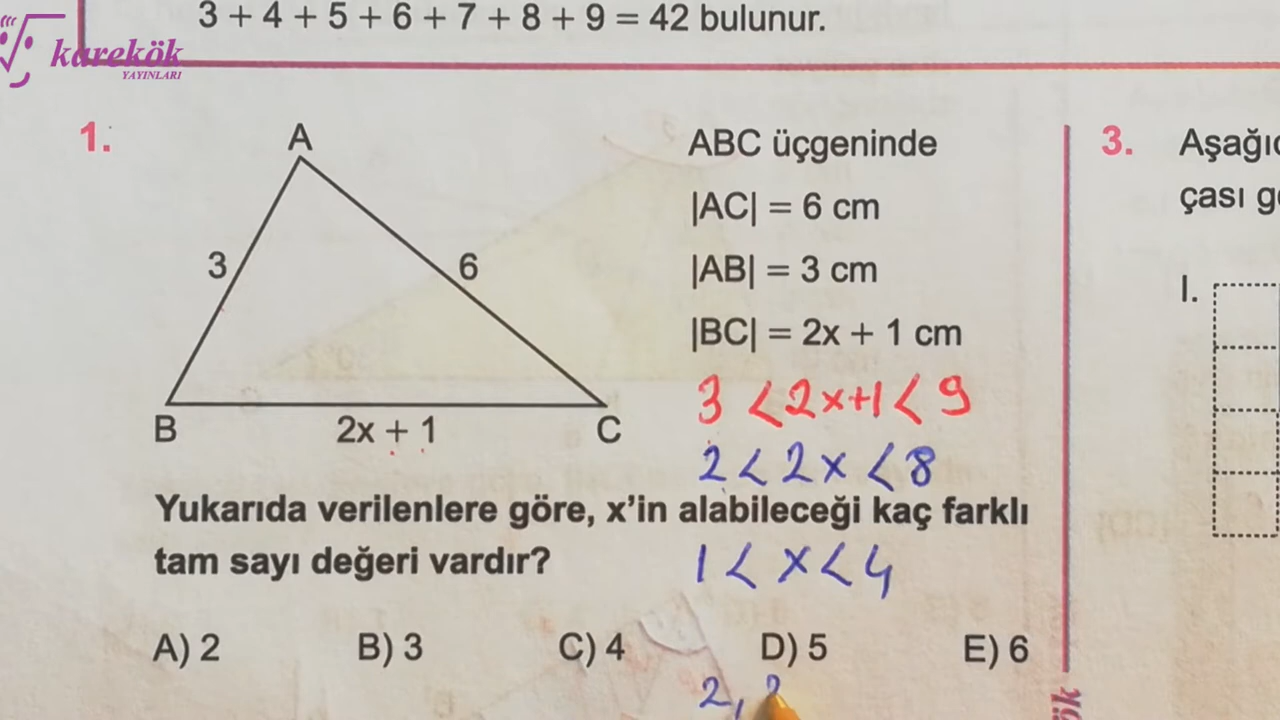 3 + 4 + 5 + 6 + 7 + 8 + 9 = 42 bulunur.
karekök
YAYINLARI
1.
A
3
6
B
2x + 1
C
ABC üçgeninde
|AC| = 6 cm
|AB| = 3 cm
|BC| = 2x + 1 cm
3 < 2x+1 < 9
2 < 2x < 8
Yukarıda verilenlere göre, x'in alabileceği kaç farklı
tam sayı değeri vardır?
1 < x < 4
A) 2 B) 3 C) 4 D) 5 E) 6
2,
3.
çası
I.